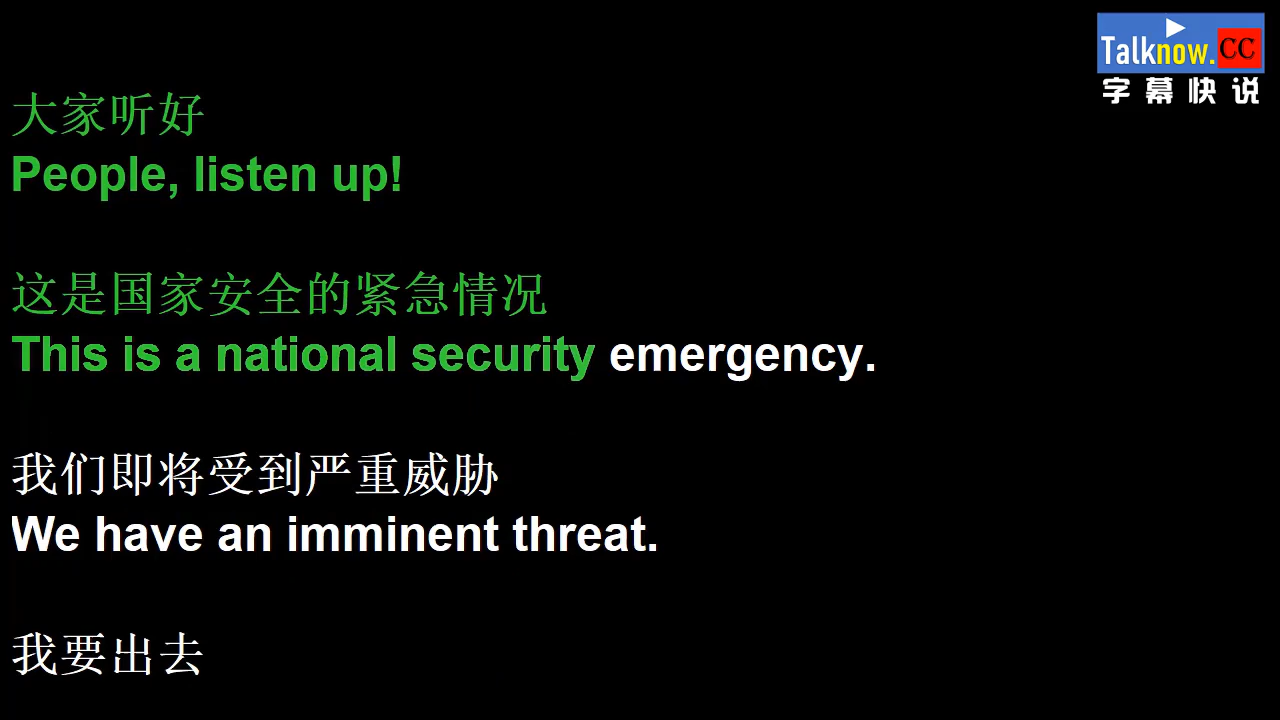 Talknow.CC
字幕快说
大家听好
People, listen up!
这是国家安全的紧急情况
This is a national security emergency.
我们即将受到严重威胁
We have an imminent threat.
我要出去